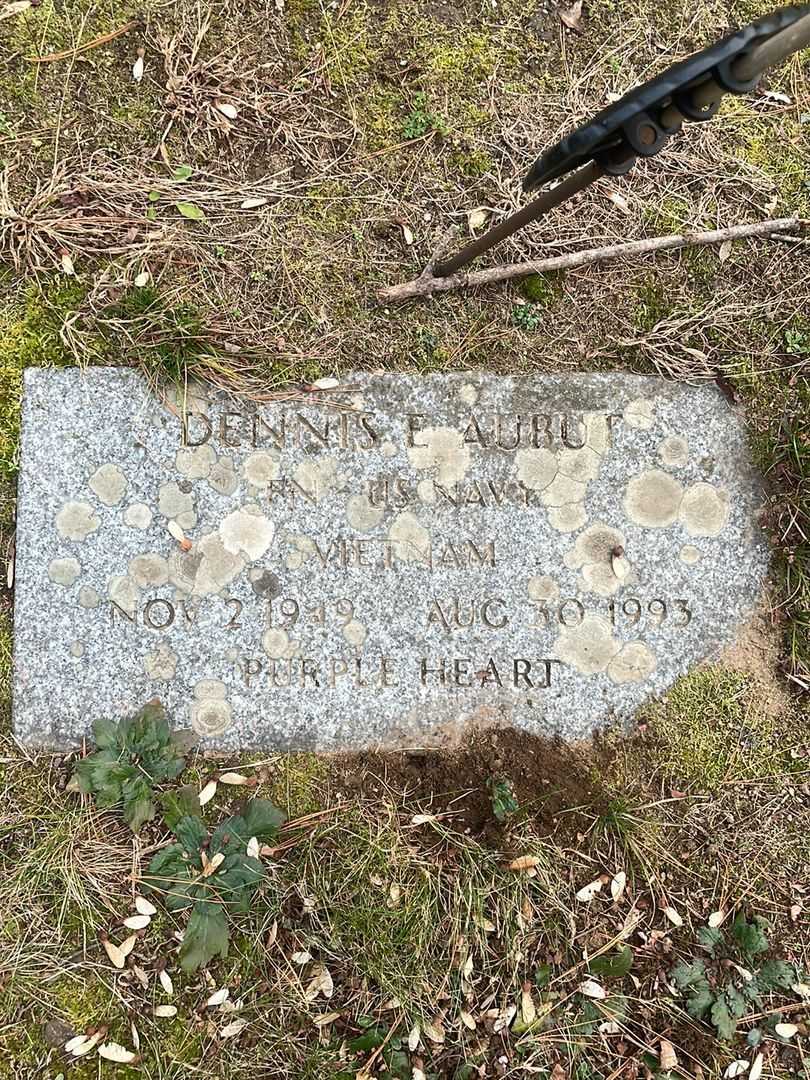 DENNIS E AUBUT
FN US NAVY
VIETNAM
NOV 2 1949 AUG 30 1993
PURPLE HEART